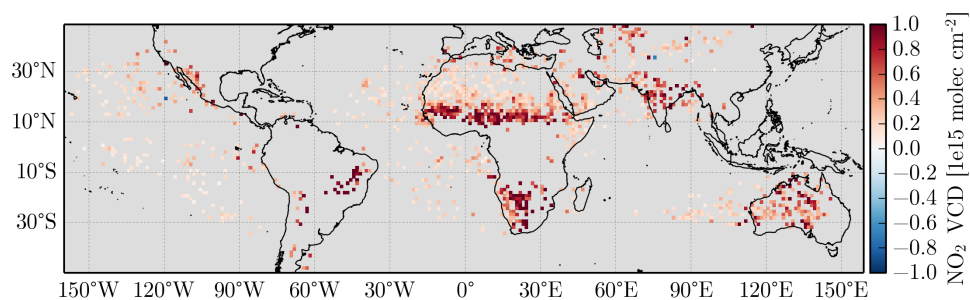 30°N
10°N
10°S
30°S
150°W 120°W 90°W 60°W 30°W 0° 30°E 60°E 90°E 120°E 150°E
1.0
0.8
0.6
0.4
0.2
0.0
−0.2
−0.4
−0.6
−0.8
−1.0
NO₂ VCD [1e15 molec cm⁻²]